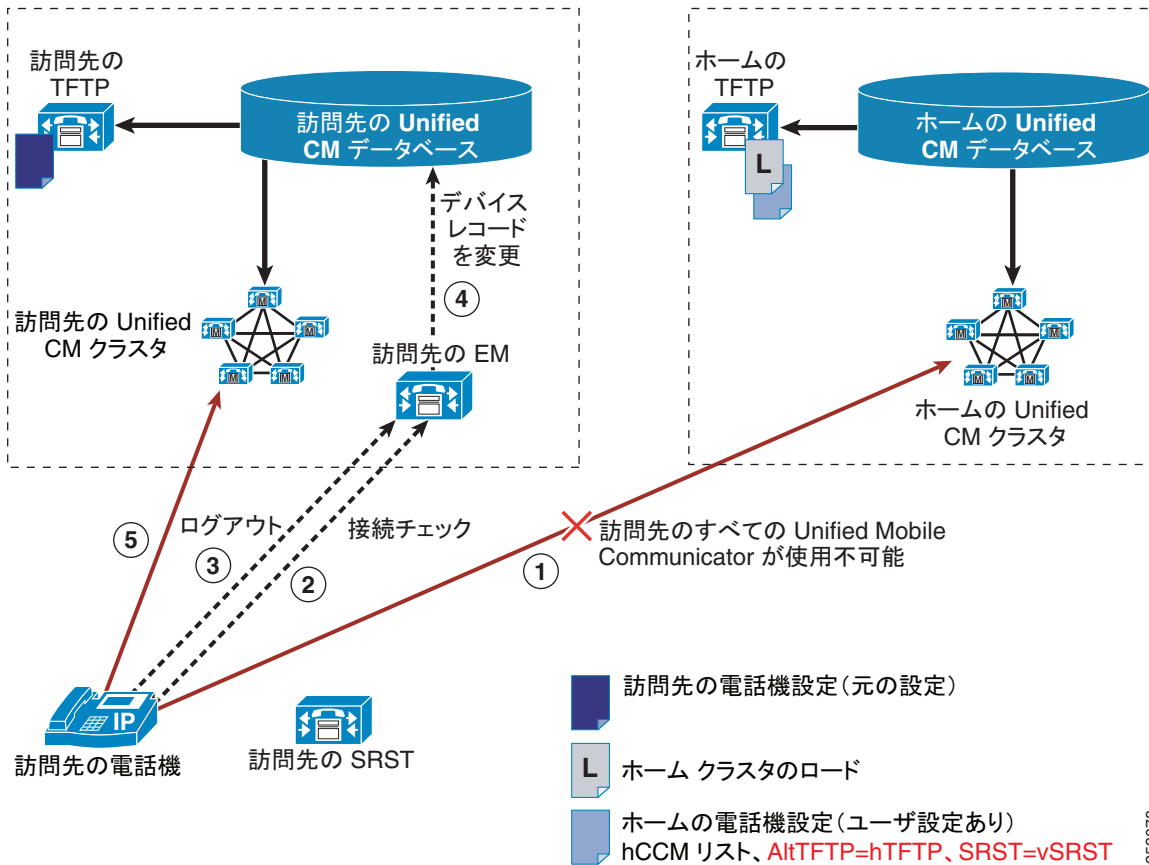 訪問先の
TFTP
訪問先の Unified
CM データベース
デバイス
レコード
を変更
④
訪問先の Unified
CM クラスタ
M
M
M
M
M
訪問先の EM
ホームの
TFTP
L
ホームの Unified
CM データベース
M
M
M
M
M
ホームの Unified
CM クラスタ
⑤
ログアウト
③
接続チェック
②
①
訪問先のすべての Unified Mobile
Communicator が使用不可能
IP
訪問先の電話機
訪問先の SRST
訪問先の電話機設定(元の設定)
L
ホーム クラスタのロード
ホームの電話機設定(ユーザ設定あり)
hCCM リスト、AltTFTP=hTFTP、SRST=vSRST